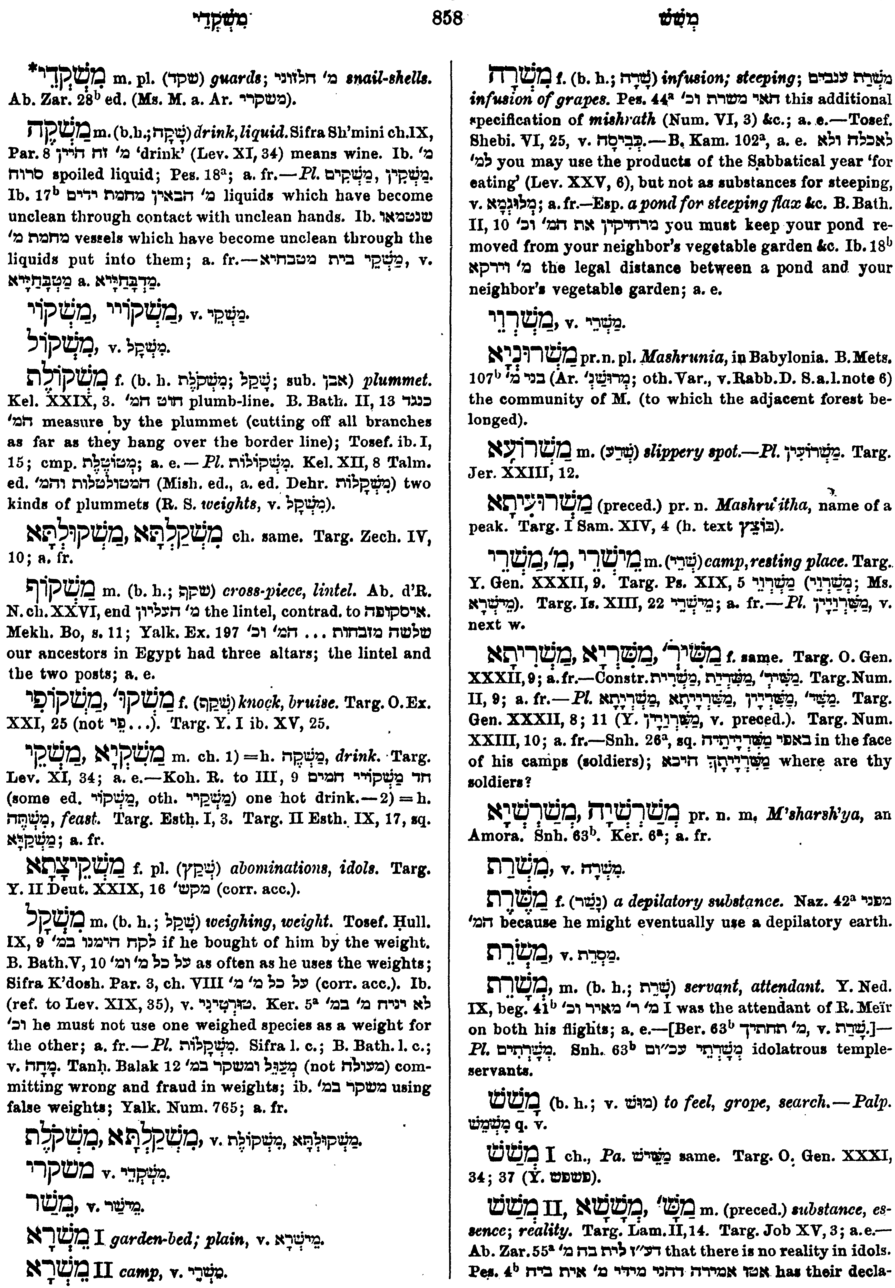 מִשְׁקְדֵי
858
מְשַׁשׁ
מִשְׁקְדֵי* m. pl. (שקד) guards; מ' חלזוני snail-shells.
Ab. Zar. 28b ed. (Ms. M. a. Ar. משקרי).
מַשְׁקֶה m. (b. h.; שָׁקָה) drink, liquid. Sifra Sh'mini ch. IX,
Par. 8 מ' זה היין 'drink' (Lev. XI, 34) means wine. Ib. מ'
סרוח spoiled liquid; Pes. 18a; a. fr.—Pl. מַשְׁקִין, מַשְׁקִים.
Ib. 17b מ' הבאין מחמת ידים liquids which have become
unclean through contact with unclean hands. Ib. שנטמאו
מחמת מ' vessels which have become unclean through the
liquids put into them; a. fr.—מַשְׁקֵי בית מטבחיא, v.
מַדְבְּחַיָּיא a. מַטְבְּחַיָּיא.
מַשְׁקוֹיֵי, מַשְׁקוֹי, v. מַשְׁקֵי.
מִשְׁקוֹל, v. מִשְׁקָל.
מִשְׁקוֹלֶת f. (b. h. מִשְׁקֹלֶת; שָׁקַל; sub. אבן) plummet.
Kel. XXIX, 3. חוט המ' plumb-line. B. Bath. II, 13 כנגד
המ' measure by the plummet (cutting off all branches
as far as they hang over the border line); Tosef. ib. I,
15; cmp. מְטוֹטֶלֶת; a. e.—Pl. מִשְׁקוֹלוֹת. Kel. XII, 8 Talm.
ed. המטולטלות והמ' (Mish. ed., a. ed. Dehr. מִשְׁקָלוֹת) two
kinds of plummets (R. S. weights, v. מִשְׁקָל).
מַשְׁקוּלְתָּא, מִשְׁקַלְתָּא ch. same. Targ. Zech. IV,
10; a. fr.
מַשְׁקוֹף m. (b. h.; שקף) cross-piece, lintel. Ab. d'R.
N. ch. XXVI, end מ' העליון the lintel, contrad. to איסקופה.
Mekh. Bo, s. 11; Yalk. Ex. 197 שלשה מזבחות ... המ' וכ'
our ancestors in Egypt had three altars; the lintel and
the two posts; a. e.
מַשְׁקוֹפֵי, מַשְׁקוּ' f. (שְׁקַף) knock, bruise. Targ. O. Ex.
XXI, 25 (not ...פֵי). Targ. Y. I ib. XV, 25.
מַשְׁקְיָא, מַשְׁקֵי m. ch. 1) = h. מַשְׁקֶה, drink. Targ.
Lev. XI, 34; a. e.—Koh. R. to III, 9 חד מַשְׁקוֹיֵי חמים
(some ed. מַשְׁקוֹי, oth. מַשְׁקְיֵי) one hot drink.—2) = h.
מִשְׁתֶּה, feast. Targ. Esth. I, 3. Targ. II Esth. IX, 17, sq.
מַשְׁקְיָא; a. fr.
מַשְׁקִיצָתָא f. pl. (שְׁקַץ) abominations, idols. Targ.
Y. II Deut. XXIX, 16 מקש' (corr. acc.).
מִשְׁקָל m. (b. h.; שָׁקַל) weighing, weight. Tosef. Ḥull.
IX, 9 לקח הימנו במ' if he bought of him by the weight.
B. Bath. V, 10 על כל מ' ומ' as often as he uses the weights;
Sifra K'dosh. Par. 3, ch. VIII על כל מ' מ' (corr. acc.). Ib.
(ref. to Lev. XIX, 35), v. טוּרְטָינֵי. Ker. 5a לא יניח מ' במ'
וכ' he must not use one weighed species as a weight for
the other; a. fr.—Pl. מִשְׁקָלוֹת. Sifra l. c.; B. Bath. l. c.;
v. מָחָה. Tanḥ. Balak 12 מְעַוֵּל ומשקר במ' (not מעולח) com-
mitting wrong and fraud in weights; ib. משקר במ' using
false weights; Yalk. Num. 765; a. fr.
מִשְׁקַלְתָּא, מִשְׁקֹלֶת, v. מִשְׁקוֹלֶת, מַשְׁקוּלְתָּא.
משקרי v. מִשְׁקְדֵי.
מֵשַׁר, v. מֵישַׁר.
מֵשְׁרָא I garden-bed; plain, v. מֵישְׁרָא.
מֵשְׁרָא II camp, v. מַשְׁרֵי.
מִשְׁרָה f. (b. h.; שָׁרָה) infusion; steeping; משרת ענבים
infusion of grapes. Pes. 44a האי משרת וכ' this additional
specification of mishrath (Num. VI, 3) &c.; a. e.—Tosef.
Shebi. VI, 25, v. כְּבִיסָה.—B. Kam. 102a, a. e. לאכלה ולא
למ' you may use the products of the Sabbatical year 'for
eating' (Lev. XXV, 6), but not as substances for steeping,
v. מְלוּגְמָא; a. fr.—Esp. a pond for steeping flax &c. B. Bath.
II, 10 מרחיקין את המ' וכ' you must keep your pond re-
moved from your neighbor's vegetable garden &c. Ib. 18b
מ' וירקא the legal distance between a pond and your
neighbor's vegetable garden; a. e.
מַשְׁרְוֵי, v. מַשְׁרֵי.
מַשְׁרוּנְיָא pr. n. pl. Mashrunia, in Babylonia. B. Mets.
107b בני מ' (Ar. מָרוּשְׁנְ'; oth. Var., v. Rabb. D. S. a. l. note 6)
the community of M. (to which the adjacent forest be-
longed).
מַשְׁרוֹעָא m. (שְׁרַע) slippery spot.—Pl. מַשְׁרוֹעִין. Targ.
Jer. XXIII, 12.
מַשְׁרוּעִיתָא (preced.) pr. n. Mashru'itha, name of a
peak. Targ. I Sam. XIV, 4 (h. text בּוֹצֵץ).
מֵישְׁרֵי, מַ', מַשְׁרֵי m. (שְׁרֵי) camp, resting place. Targ.
Y. Gen. XXXII, 9. Targ. Ps. XIX, 5 מַשְׁרְוֵי (מַשְׁרְוֵי; Ms.
מֵישְׁרָא). Targ. Is. XIII, 22 מֵישְׁרֵי; a. fr.—Pl. מַשְׁרְוָין, v.
next w.
מַשְׁרִיתָא, מַשִּׁרְיָא, מַשִּׁירְ' f. same. Targ. O. Gen.
XXXII, 9; a. fr.—Constr. מַשְׁרִית, מַשִּׁרְיַת, מַשִּׁיר'. Targ. Num.
II, 9; a. fr.—Pl. מַשִּׁרְיָתָא, מַשִּׁרְיָיתָא, מַשִּׁרְיָין, מַשִּׁיר'. Targ.
Gen. XXXII, 8; 11 (Y. מַשִּׁרְוָין, v. preced.). Targ. Num.
XXIII, 10; a. fr.—Snh. 26a, sq. באפי מַשִּׁרְיָיתֵיהּ in the face
of his camps (soldiers); היכא מַשִּׁרְיָיתָךְ where are thy
soldiers?
מְשַׁרְשְׁיָה, מְשַׁרְשְׁיָא pr. n. m. M'sharsh'ya, an
Amora. Snh. 63b. Ker. 6a; a. fr.
מִשְׁרַת, v. מִשְׁרָה.
מַשֶּׁרֶת f. (נָשַׁר) a depilatory substance. Naz. 42a מפני
המ' because he might eventually use a depilatory earth.
מַשֹׂרֶת, v. מַסֹרֶת.
מְשָׁרֵת, m. (b. h.; שָׁרַת) servant, attendant. Y. Ned.
IX, beg. 41b מ' ר' מאיר וכ' I was the attendant of R. Meïr
on both his flights; a. e.—[Ber. 63b מ' תחתיך, v. שָׁרַת.]—
Pl. מְשָׁרְתִים. Snh. 63b מְשָׁרְתֵי עכ"ום idolatrous temple-
servants.
מָשַׁשׁ (b. h.; v. מוּשׁ) to feel, grope, search.—Palp.
מִשְׁמֵשׁ q. v.
מְשַׁשׁ I ch., Pa. מַשֵּׁישׁ same. Targ. O. Gen. XXXI,
34; 37 (Y. פשפש).
מְשַׁשׁ II, מְשָׁשָׁא, מַשָּׁ' m. (preced.) substance, es-
sence; reality. Targ. Lam. II, 14. Targ. Job XV, 3; a. e.—
Ab. Zar. 55a דע"ז לית בה מ' that there is no reality in idols.
Pes. 4b אטו אמירה דהני מידי מ' אית ביה has their decla-